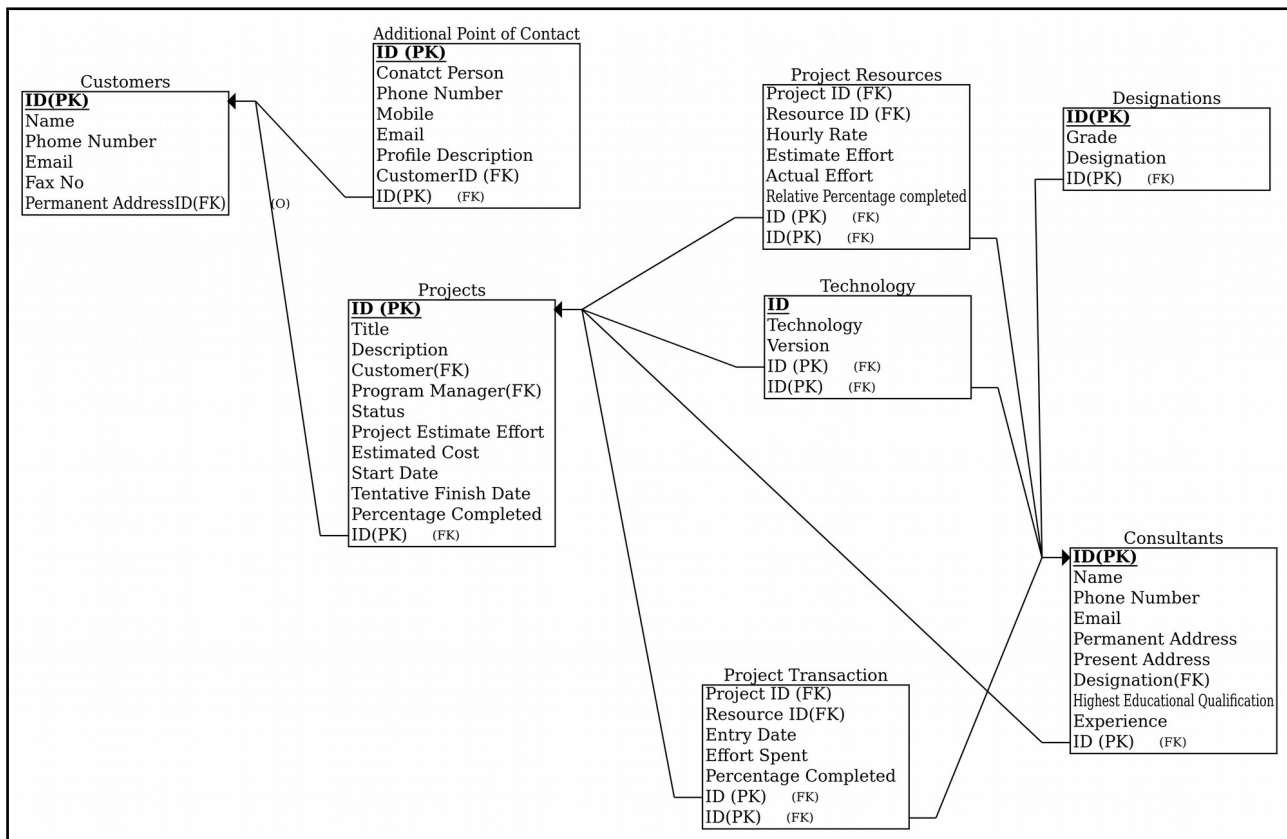 Additional Point of Contact
ID (PK)
Conatct Person
Phone Number
Mobile
Email
Profile Description
CustomerID (FK)
ID(PK) (FK)
Customers
ID(PK)
Name
Phome Number
Email
Fax No
Permanent AddressID(FK) (O)
Project Resources
Project ID (FK)
Resource ID (FK)
Hourly Rate
Estimate Effort
Actual Effort
Relative Percentage completed
ID (PK) (FK)
ID(PK) (FK)
Designations
ID(PK)
Grade
Designation
ID(PK) (FK)
Projects
ID (PK)
Title
Description
Customer(FK)
Program Manager(FK)
Status
Project Estimate Effort
Estimated Cost
Start Date
Tentative Finish Date
Percentage Completed
ID(PK) (FK)
Technology
ID
Technology
Version
ID (PK) (FK)
ID(PK) (FK)
Consultants
ID(PK)
Name
Phone Number
Email
Permanent Address
Present Address
Designation(FK)
Highest Educational Qualification
Experience
ID (PK) (FK)
Project Transaction
Project ID (FK)
Resource ID(FK)
Entry Date
Effort Spent
Percentage Completed
ID (PK) (FK)
ID(PK) (FK)